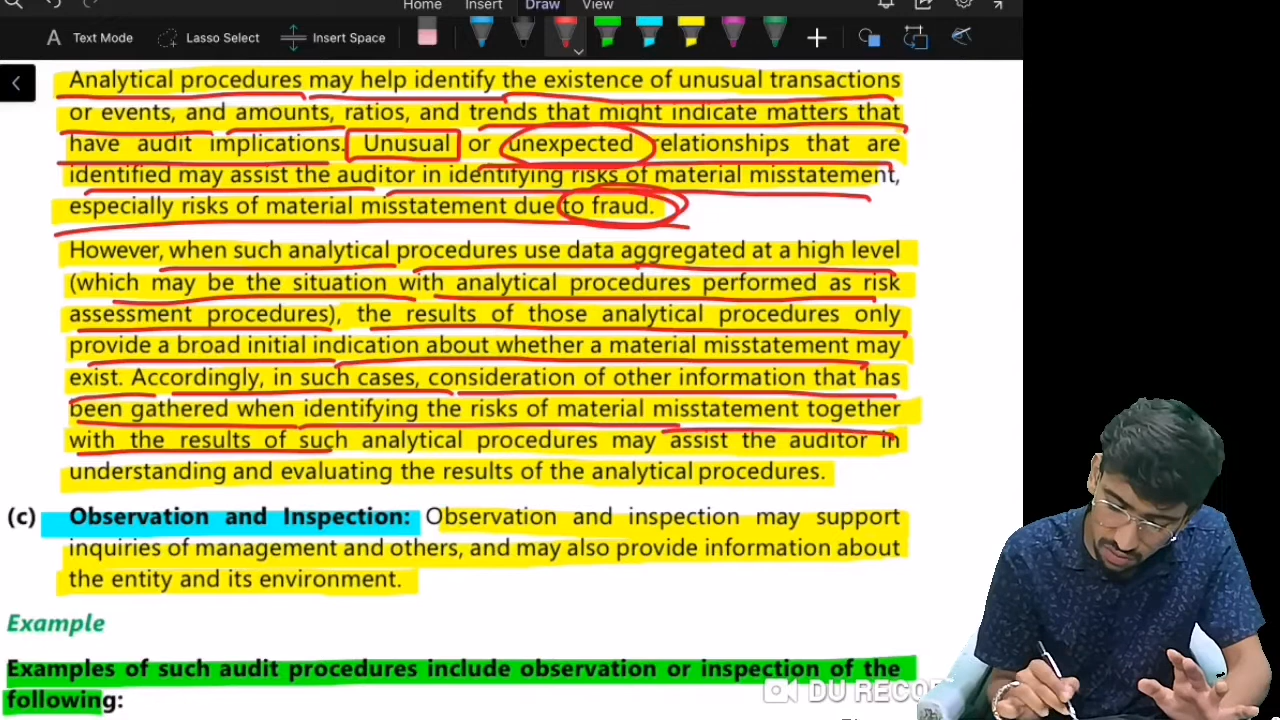 Home Insert Draw View
Text Mode Lasso Select Insert Space
Analytical procedures may help identify the existence of unusual transactions
or events, and amounts, ratios, and trends that might indicate matters that
have audit implications. Unusual or unexpected relationships that are
identified may assist the auditor in identifying risks of material misstatement,
especially risks of material misstatement due to fraud.
However, when such analytical procedures use data aggregated at a high level
(which may be the situation with analytical procedures performed as risk
assessment procedures), the results of those analytical procedures only
provide a broad initial indication about whether a material misstatement may
exist. Accordingly, in such cases, consideration of other information that has
been gathered when identifying the risks of material misstatement together
with the results of such analytical procedures may assist the auditor in
understanding and evaluating the results of the analytical procedures.
(c) Observation and Inspection: Observation and inspection may support
inquiries of management and others, and may also provide information about
the entity and its environment.
Example
Examples of such audit procedures include observation or inspection of the
following:
DU RECO